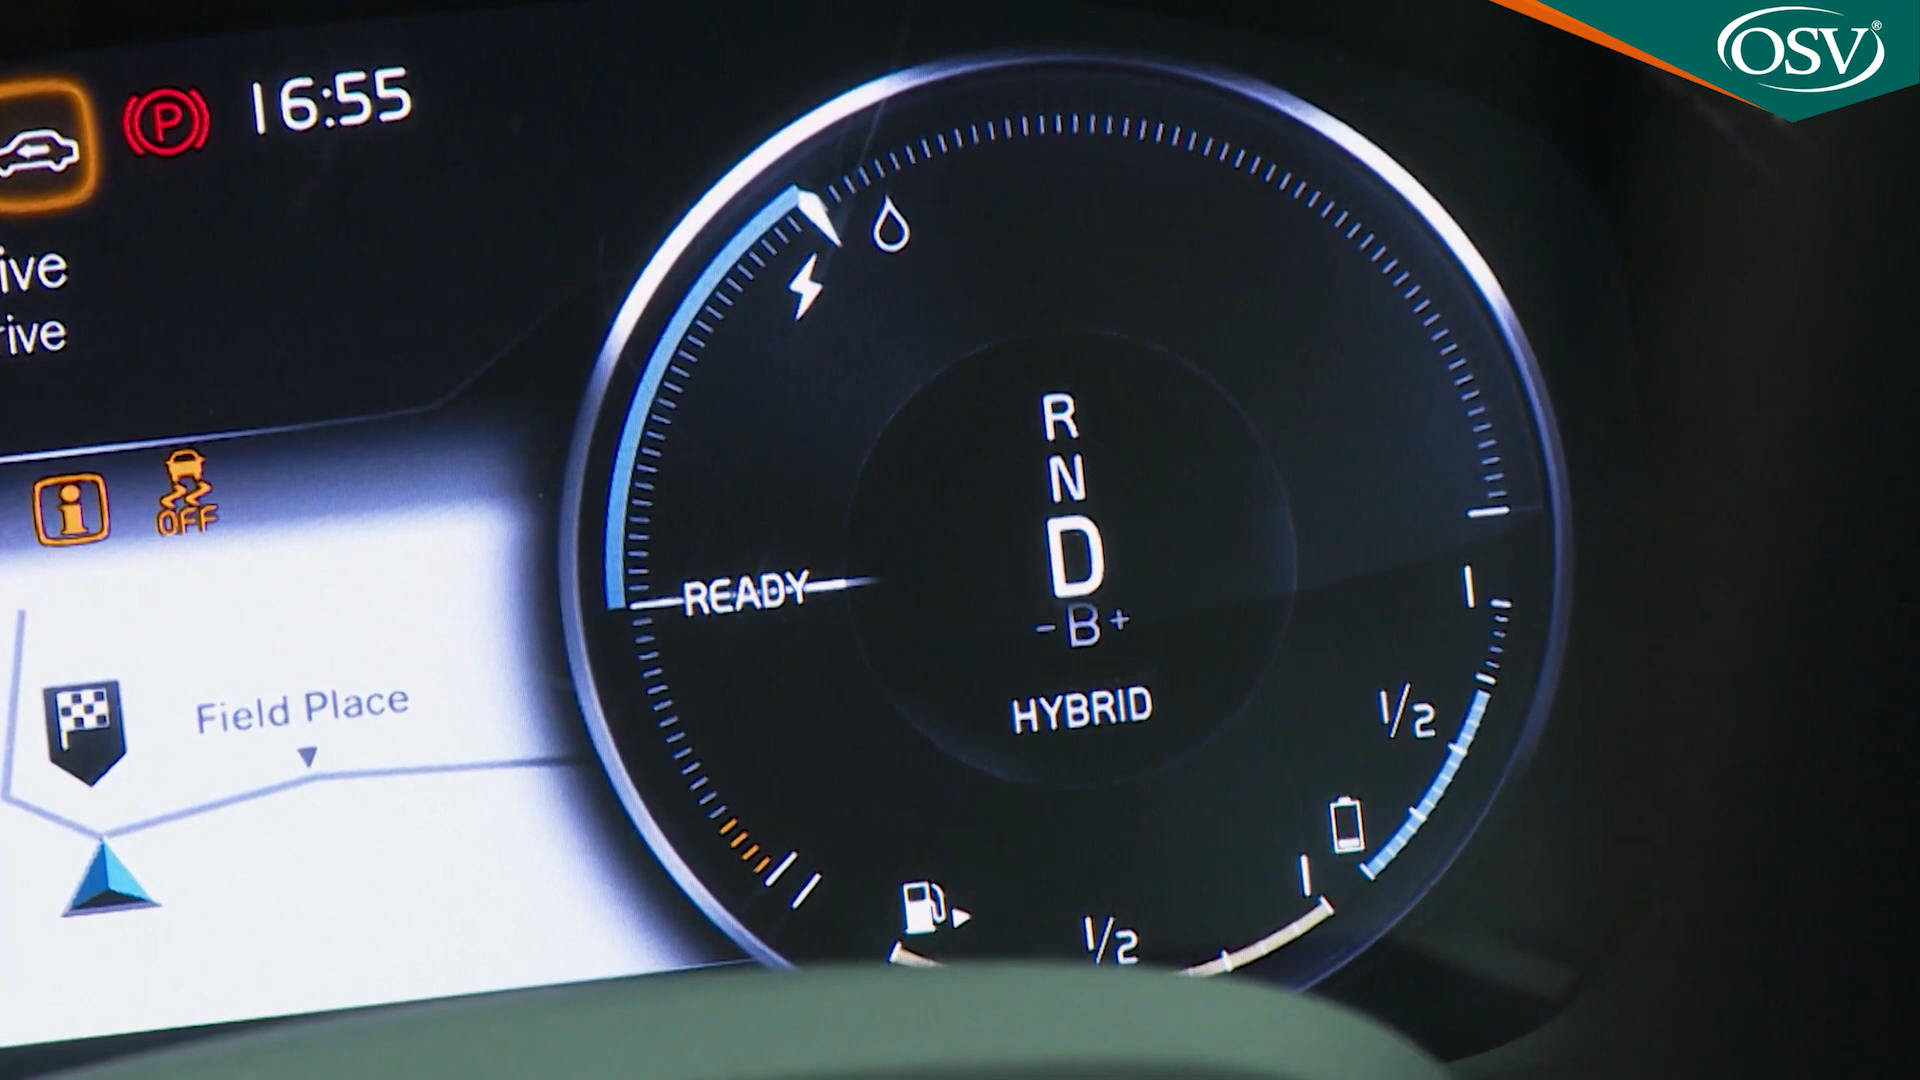 OSV®
P
16:55
ive
rive
OFF
Field Place
READY
R
N
D
-B+
HYBRID
1
1/2
1
1/2